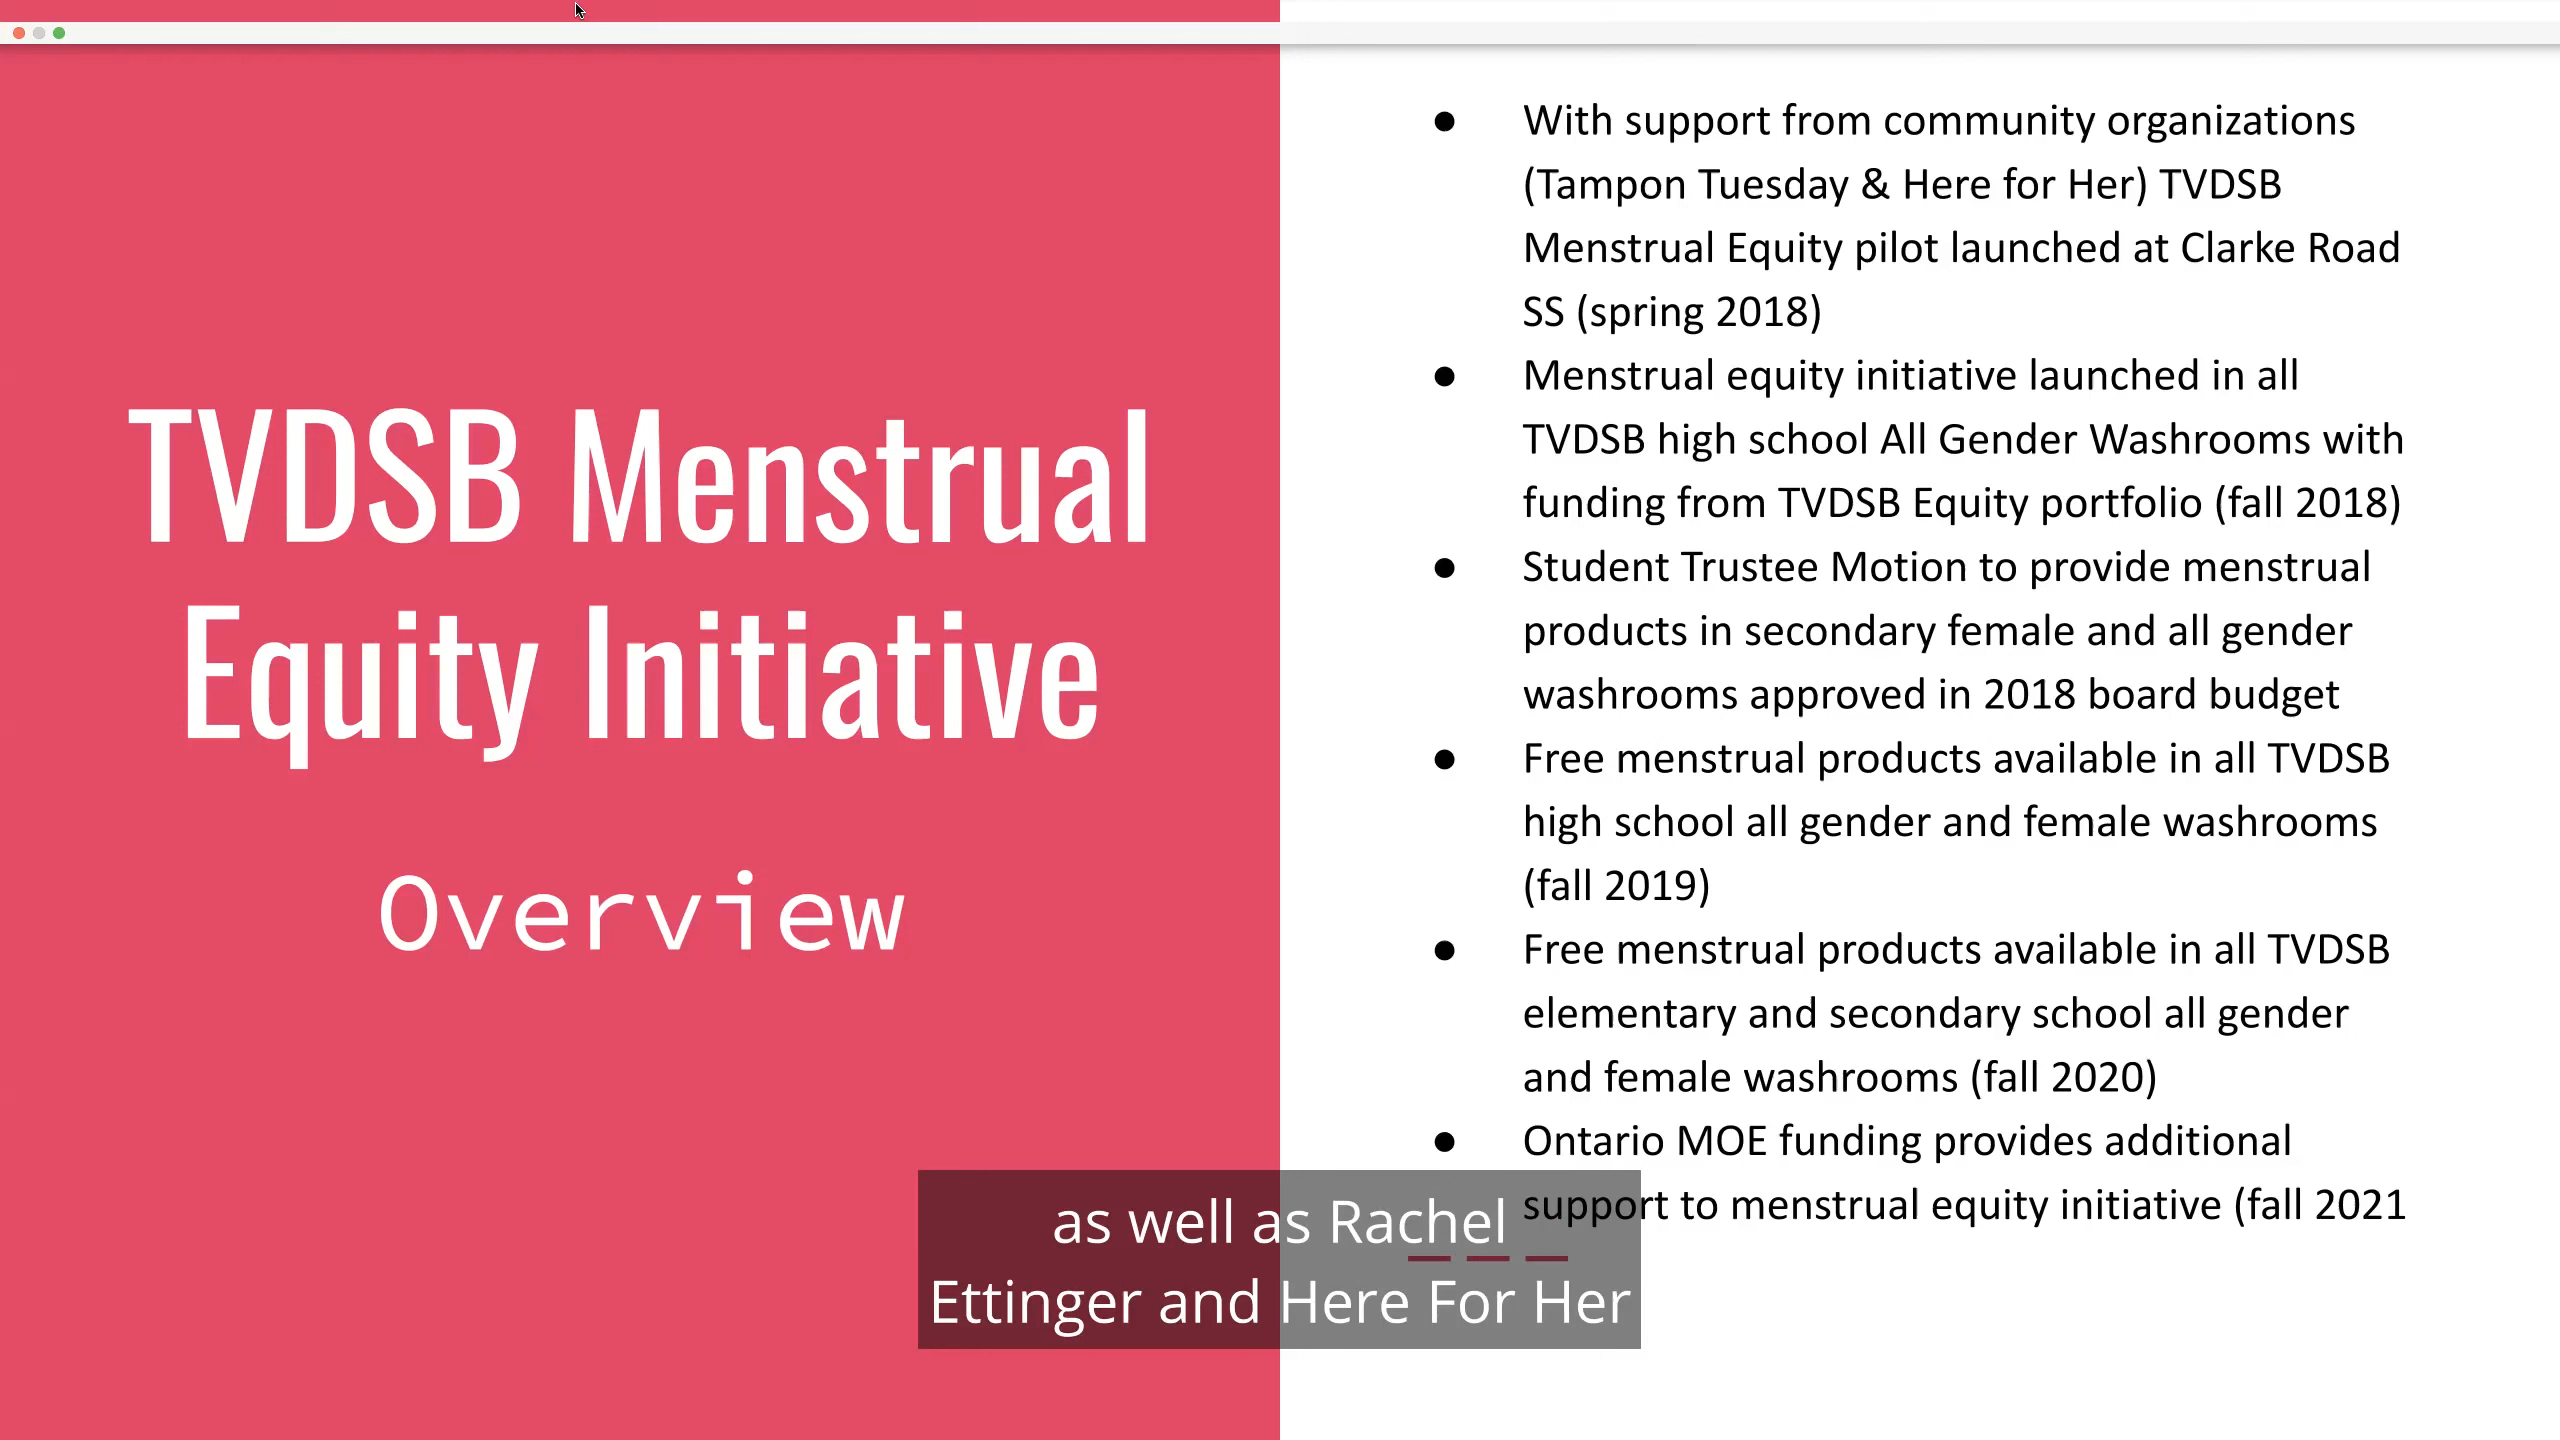 TVDSB Menstrual
Equity Initiative
Overview
● With support from community organizations
(Tampon Tuesday & Here for Her) TVDSB
Menstrual Equity pilot launched at Clarke Road
SS (spring 2018)
● Menstrual equity initiative launched in all
TVDSB high school All Gender Washrooms with
funding from TVDSB Equity portfolio (fall 2018)
● Student Trustee Motion to provide menstrual
products in secondary female and all gender
washrooms approved in 2018 board budget
● Free menstrual products available in all TVDSB
high school all gender and female washrooms
(fall 2019)
● Free menstrual products available in all TVDSB
elementary and secondary school all gender
and female washrooms (fall 2020)
● Ontario MOE funding provides additional
support to menstrual equity initiative (fall 2021
as well as Rachel
Ettinger and Here For Her